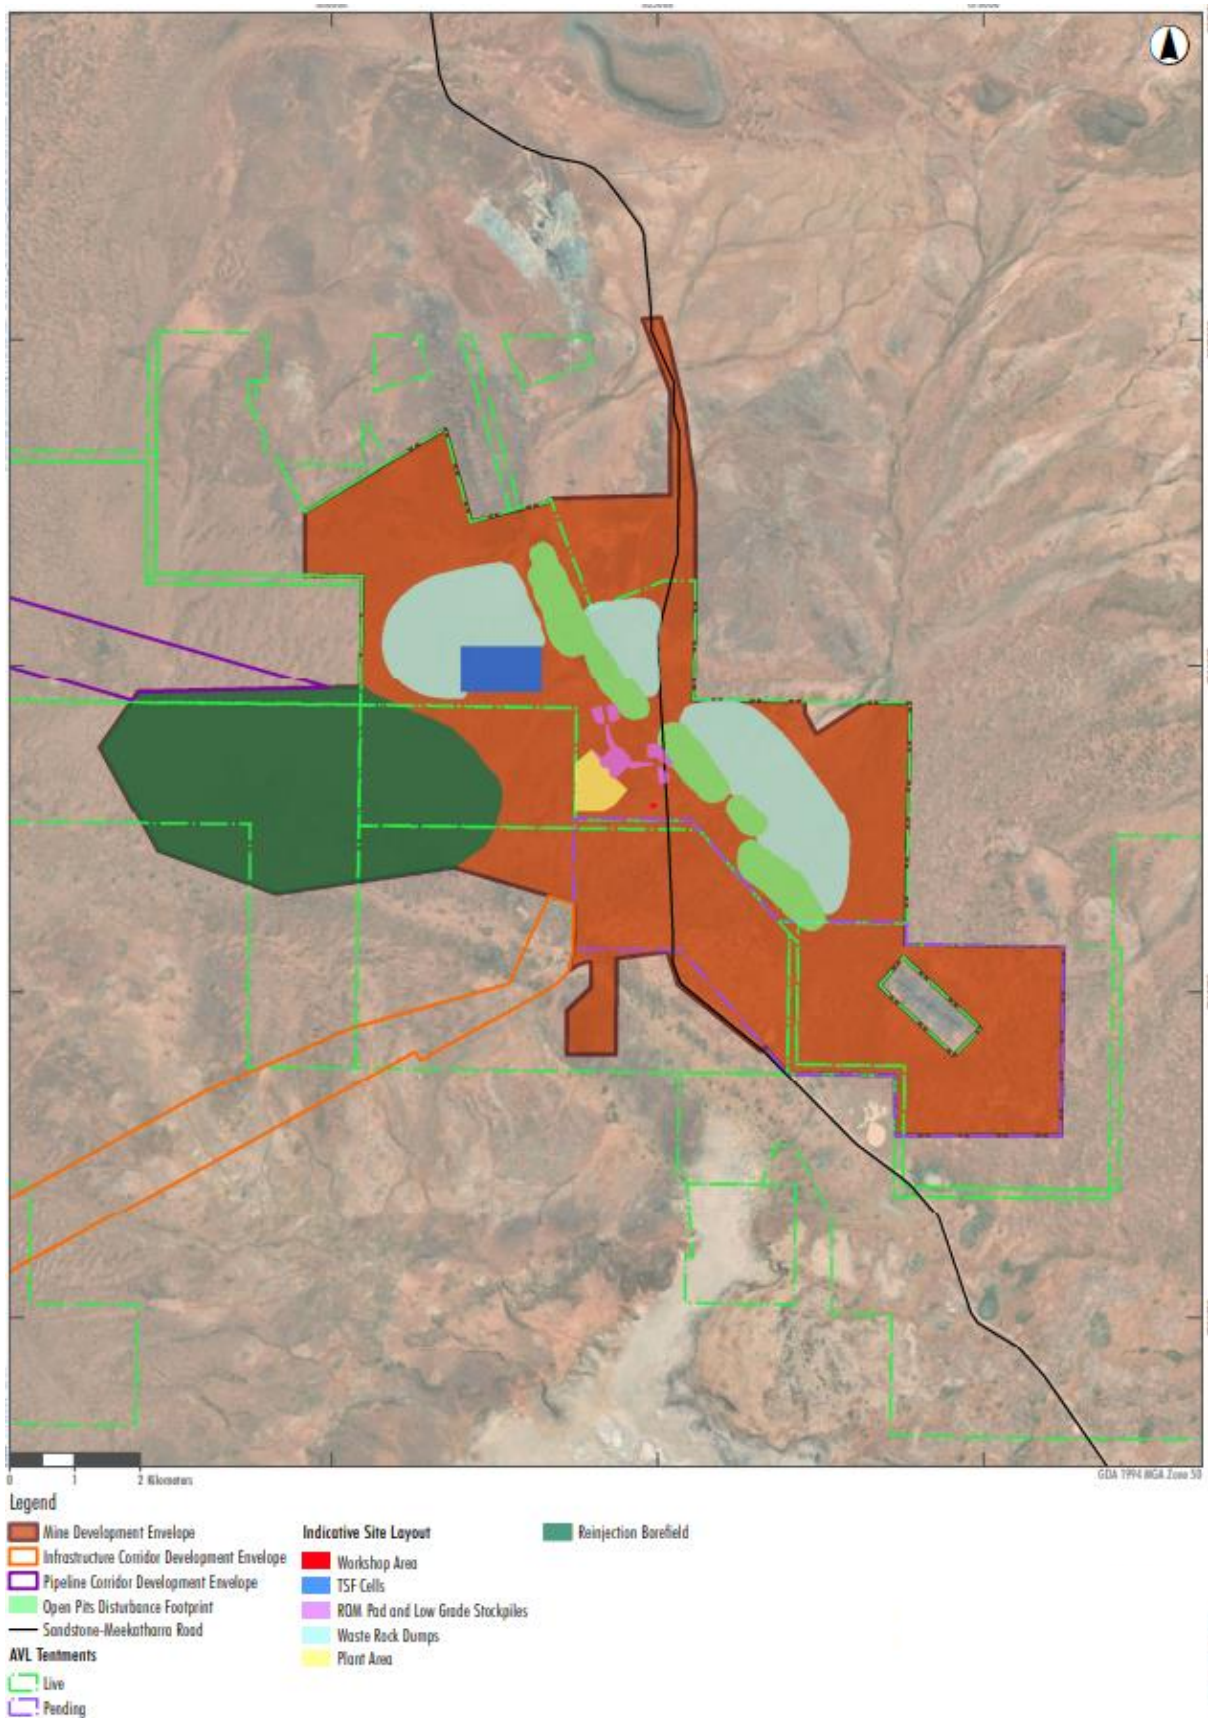 0 1 2 Kilometers
GDA 1994 MGA Zone 50
Legend
Mine Development Envelope
Infrastructure Corridor Development Envelope
Pipeline Corridor Development Envelope
Open Pits Disturbance Footprint
Sandstone-Meekatharra Road
AVL Tentments
Live
Pending
Indicative Site Layout
Workshop Area
TSF Cells
ROM Pad and Low Grade Stockpiles
Waste Rock Dumps
Plant Area
Reinjection Borefield